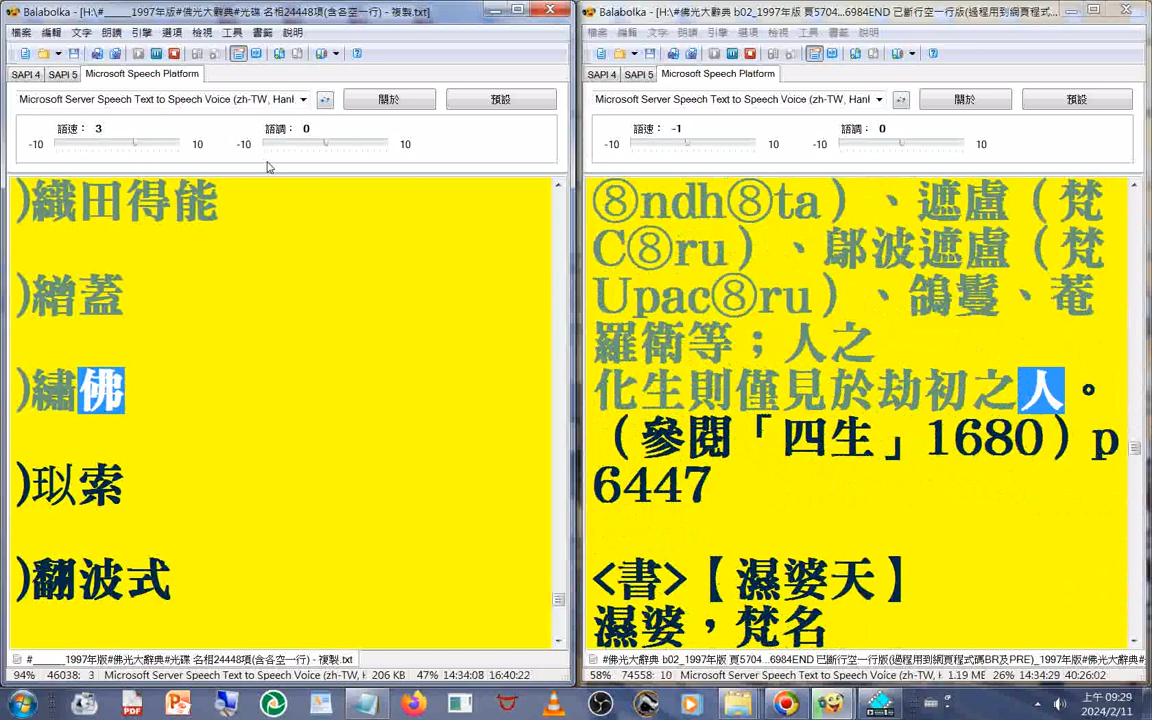 Balabolka - [H:\#_____1997年版#佛光大辭典#光碟 名相24448項(含各空一行) - 複製.txt]
檔案 編輯 文字 朗讀 引擎 選項 檢視 工具 書籤 說明
SAPI 4 SAPI 5 Microsoft Speech Platform
Microsoft Server Speech Text to Speech Voice (zh-TW, Hanl
關於 預設
語速： 3 語調： 0
-10 10 -10 10
)織田得能
)繒蓋
)繡佛
)玜索
)翻波式
#______1997年版#佛光大辭典#光碟 名相24448項(含各空一行) - 複製.txt
94% 46038: 3 Microsoft Server Speech Text to Speech Voice (zh-TW, H 206 KB 47% 14:34:08 16:40:22
Balabolka - [H:\#佛光大辭典 b02_1997年版 頁5704...6984END 已斷行空一行版(過程用到網頁程式...
檔案 編輯 文字 朗讀 引擎 選項 檢視 工具 書籤 說明
SAPI 4 SAPI 5 Microsoft Speech Platform
Microsoft Server Speech Text to Speech Voice (zh-TW, Hanl
關於 預設
語速： -1 語調： 0
-10 10 -10 10
⑧ndh⑧ta）、遮盧（梵
C⑧ru）、鄔波遮盧（梵
Upac⑧ru）、鴿鬘、菴
羅衛等；人之
化生則僅見於劫初之人。
（參閱「四生」1680）p
6447
<書>【濕婆天】
濕婆，梵名
#佛光大辭典 b02_1997年版 頁5704...6984END 已斷行空一行版(過程用到網頁程式碼BR及PRE)_1997年版#佛光大辭典#
58% 74558: 10 Microsoft Server Speech Text to Speech Voice (zh-TW, H 1.19 ME 26% 14:34:29 40:26:02
上午 09:29
2024/2/11